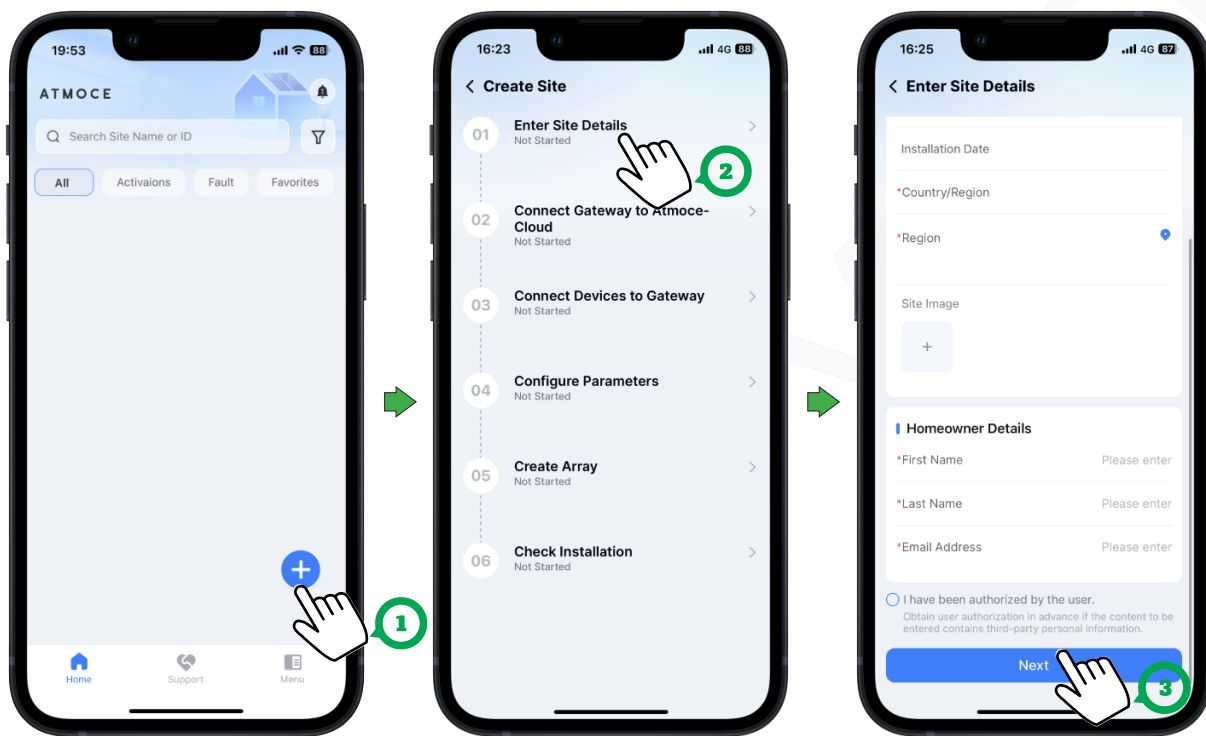 19:53
88
ATMOCE
Search Site Name or ID
All
Activaions
Fault
Favorites
1
Home
Support
Menu
16:23
4G 88
Create Site
01
Enter Site Details
Not Started
2
02
Connect Gateway to Atmoce-
Cloud
Not Started
03
Connect Devices to Gateway
Not Started
04
Configure Parameters
Not Started
05
Create Array
Not Started
06
Check Installation
Not Started
16:25
4G 87
Enter Site Details
Installation Date
*Country/Region
*Region
Site Image
+
Homeowner Details
*First Name Please enter
*Last Name Please enter
*Email Address Please enter
I have been authorized by the user.
Obtain user authorization in advance if the content to be
entered contains third-party personal information.
Next
3